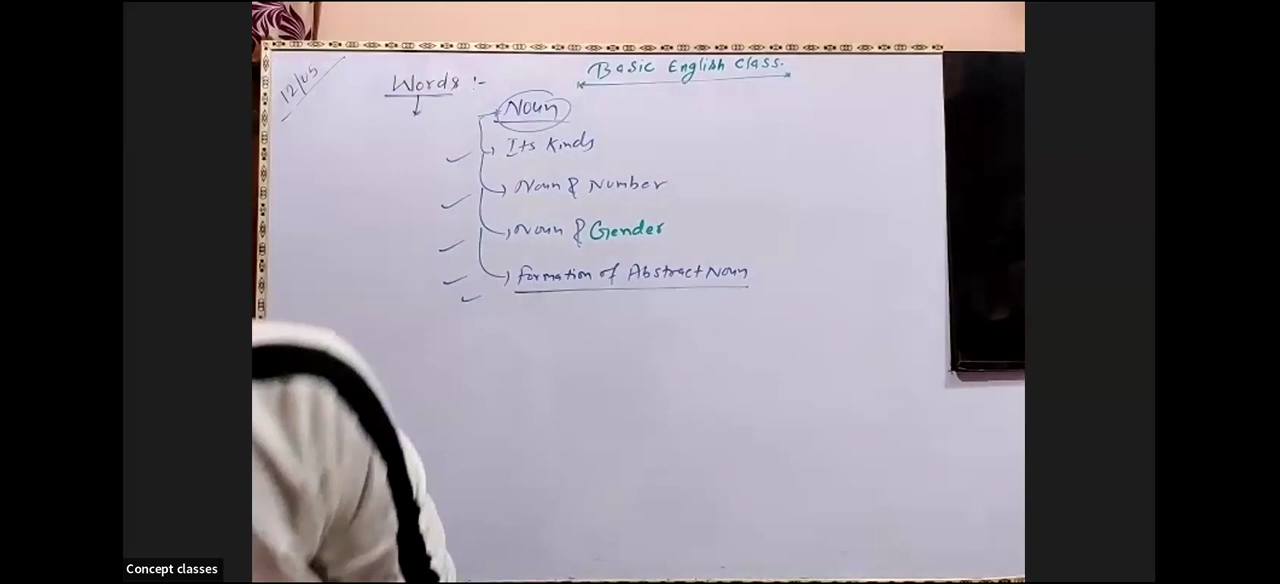 Basic English Class.
12/05
Words :-
Noun
Its Kinds
Noun & Number
Noun & Gender
Formation of Abstract Noun
Concept classes